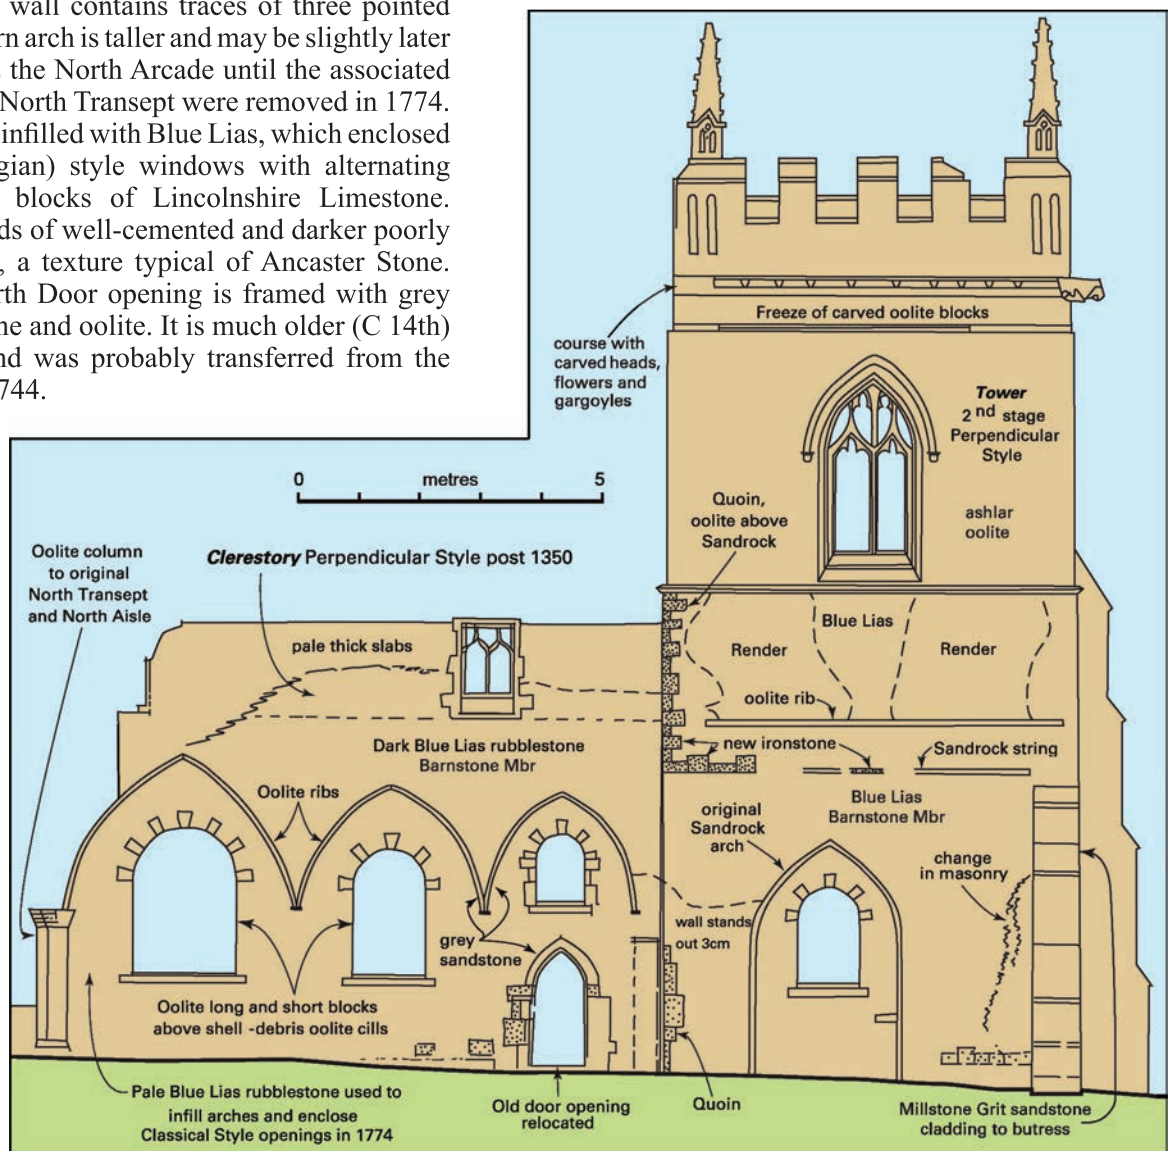 wall contains traces of three pointed
rn arch is taller and may be slightly later
the North Arcade until the associated
North Transept were removed in 1774.
infilled with Blue Lias, which enclosed
gian) style windows with alternating
blocks of Lincolnshire Limestone.
ds of well-cemented and darker poorly
, a texture typical of Ancaster Stone.
rth Door opening is framed with grey
ne and oolite. It is much older (C 14th)
nd was probably transferred from the
744.
Freeze of carved oolite blocks
course with
carved heads,
flowers and
gargoyles
Tower
2nd stage
Perpendicular
Style
ashlar
oolite
0 metres 5
Quoin,
oolite above
Sandrock
Oolite column
to original
North Transept
and North Aisle
Clerestory Perpendicular Style post 1350
pale thick slabs
Blue Lias
Render
Render
oolite rib
Dark Blue Lias rubblestone
Barnstone Mbr
new ironstone
Sandrock string
Oolite ribs
Blue Lias
Barnstone Mbr
original
Sandrock
arch
change
in masonry
grey
sandstone
wall stands
out 3cm
Oolite long and short blocks
above shell -debris oolite cills
Pale Blue Lias rubblestone used to
infill arches and enclose
Classical Style openings in 1774
Old door opening
relocated
Quoin
Millstone Grit sandstone
cladding to butress